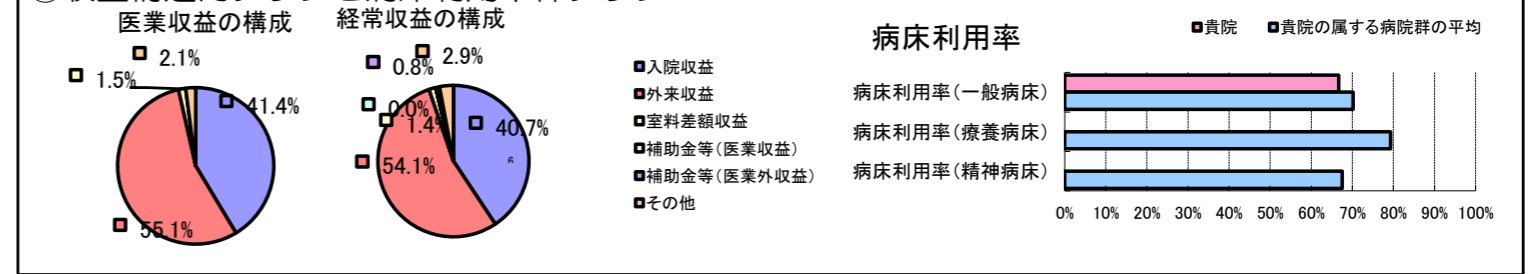 医業収益の構成
2.1%
1.5%
41.4%
55.1%
経常収益の構成
2.9%
0.8%
0.0%
1.4%
40.7%
54.1%
6
入院収益
外来収益
室料差額収益
補助金等(医業収益)
補助金等(医業外収益)
その他
病床利用率
貴院 貴院の属する病院群の平均
病床利用率(一般病床)
病床利用率(療養病床)
病床利用率(精神病床)
0% 10% 20% 30% 40% 50% 60% 70% 80% 90% 100%